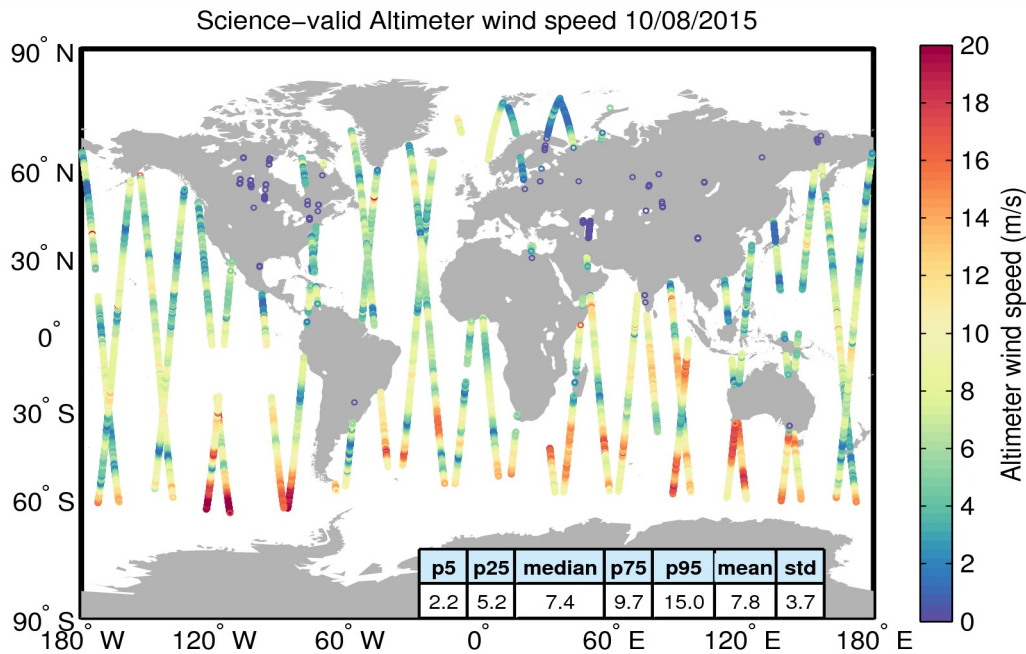 Science−valid Altimeter wind speed 10/08/2015
90° N
60° N
30° N
0°
30° S
60° S
90° S
180° W
120° W
60° W
0°
60° E
120° E
180° E
p5 p25 median p75 p95 mean std
2.2 5.2 7.4 9.7 15.0 7.8 3.7
20
18
16
14
12
10
8
6
4
2
0
Altimeter wind speed (m/s)